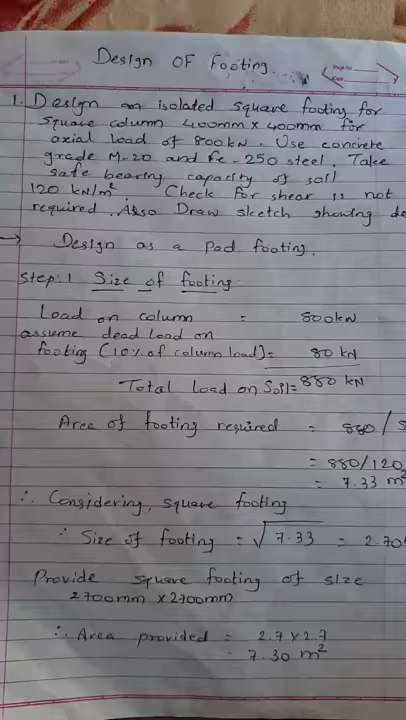 Design Of Footing.
1. Design an isolated square footing for
square column 400mm x 400mm for
axial load of 800kN. Use concrete
grade M-20 and Fe-250 steel. Take
safe bearing capacity of soil
120 kN/m². Check for shear is not
required. Also Draw sketch showing de
→ Design as a Pad footing.
Step:1 Size of footing
Load on column = 800kN
assume dead load on
footing (10% of column load)= 80 kN
Total Load on Soil= 880 kN
Area of footing required = 880/S
= 880/120
= 7.33 m²
∴ Considering, square footing
∴ Size of footing = √7.33 = 2.70
Provide square footing of size
2700mm x 2700mm
∴ Area provided = 2.7 x 2.7
= 7.30 m²